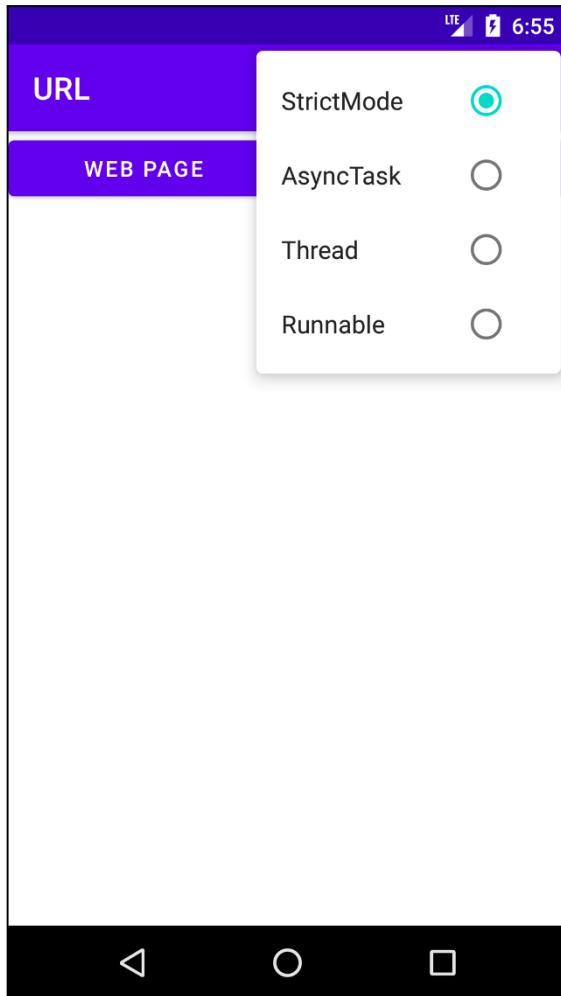 LTE 6:55
URL
StrictMode
WEB PAGE
AsyncTask
Thread
Runnable